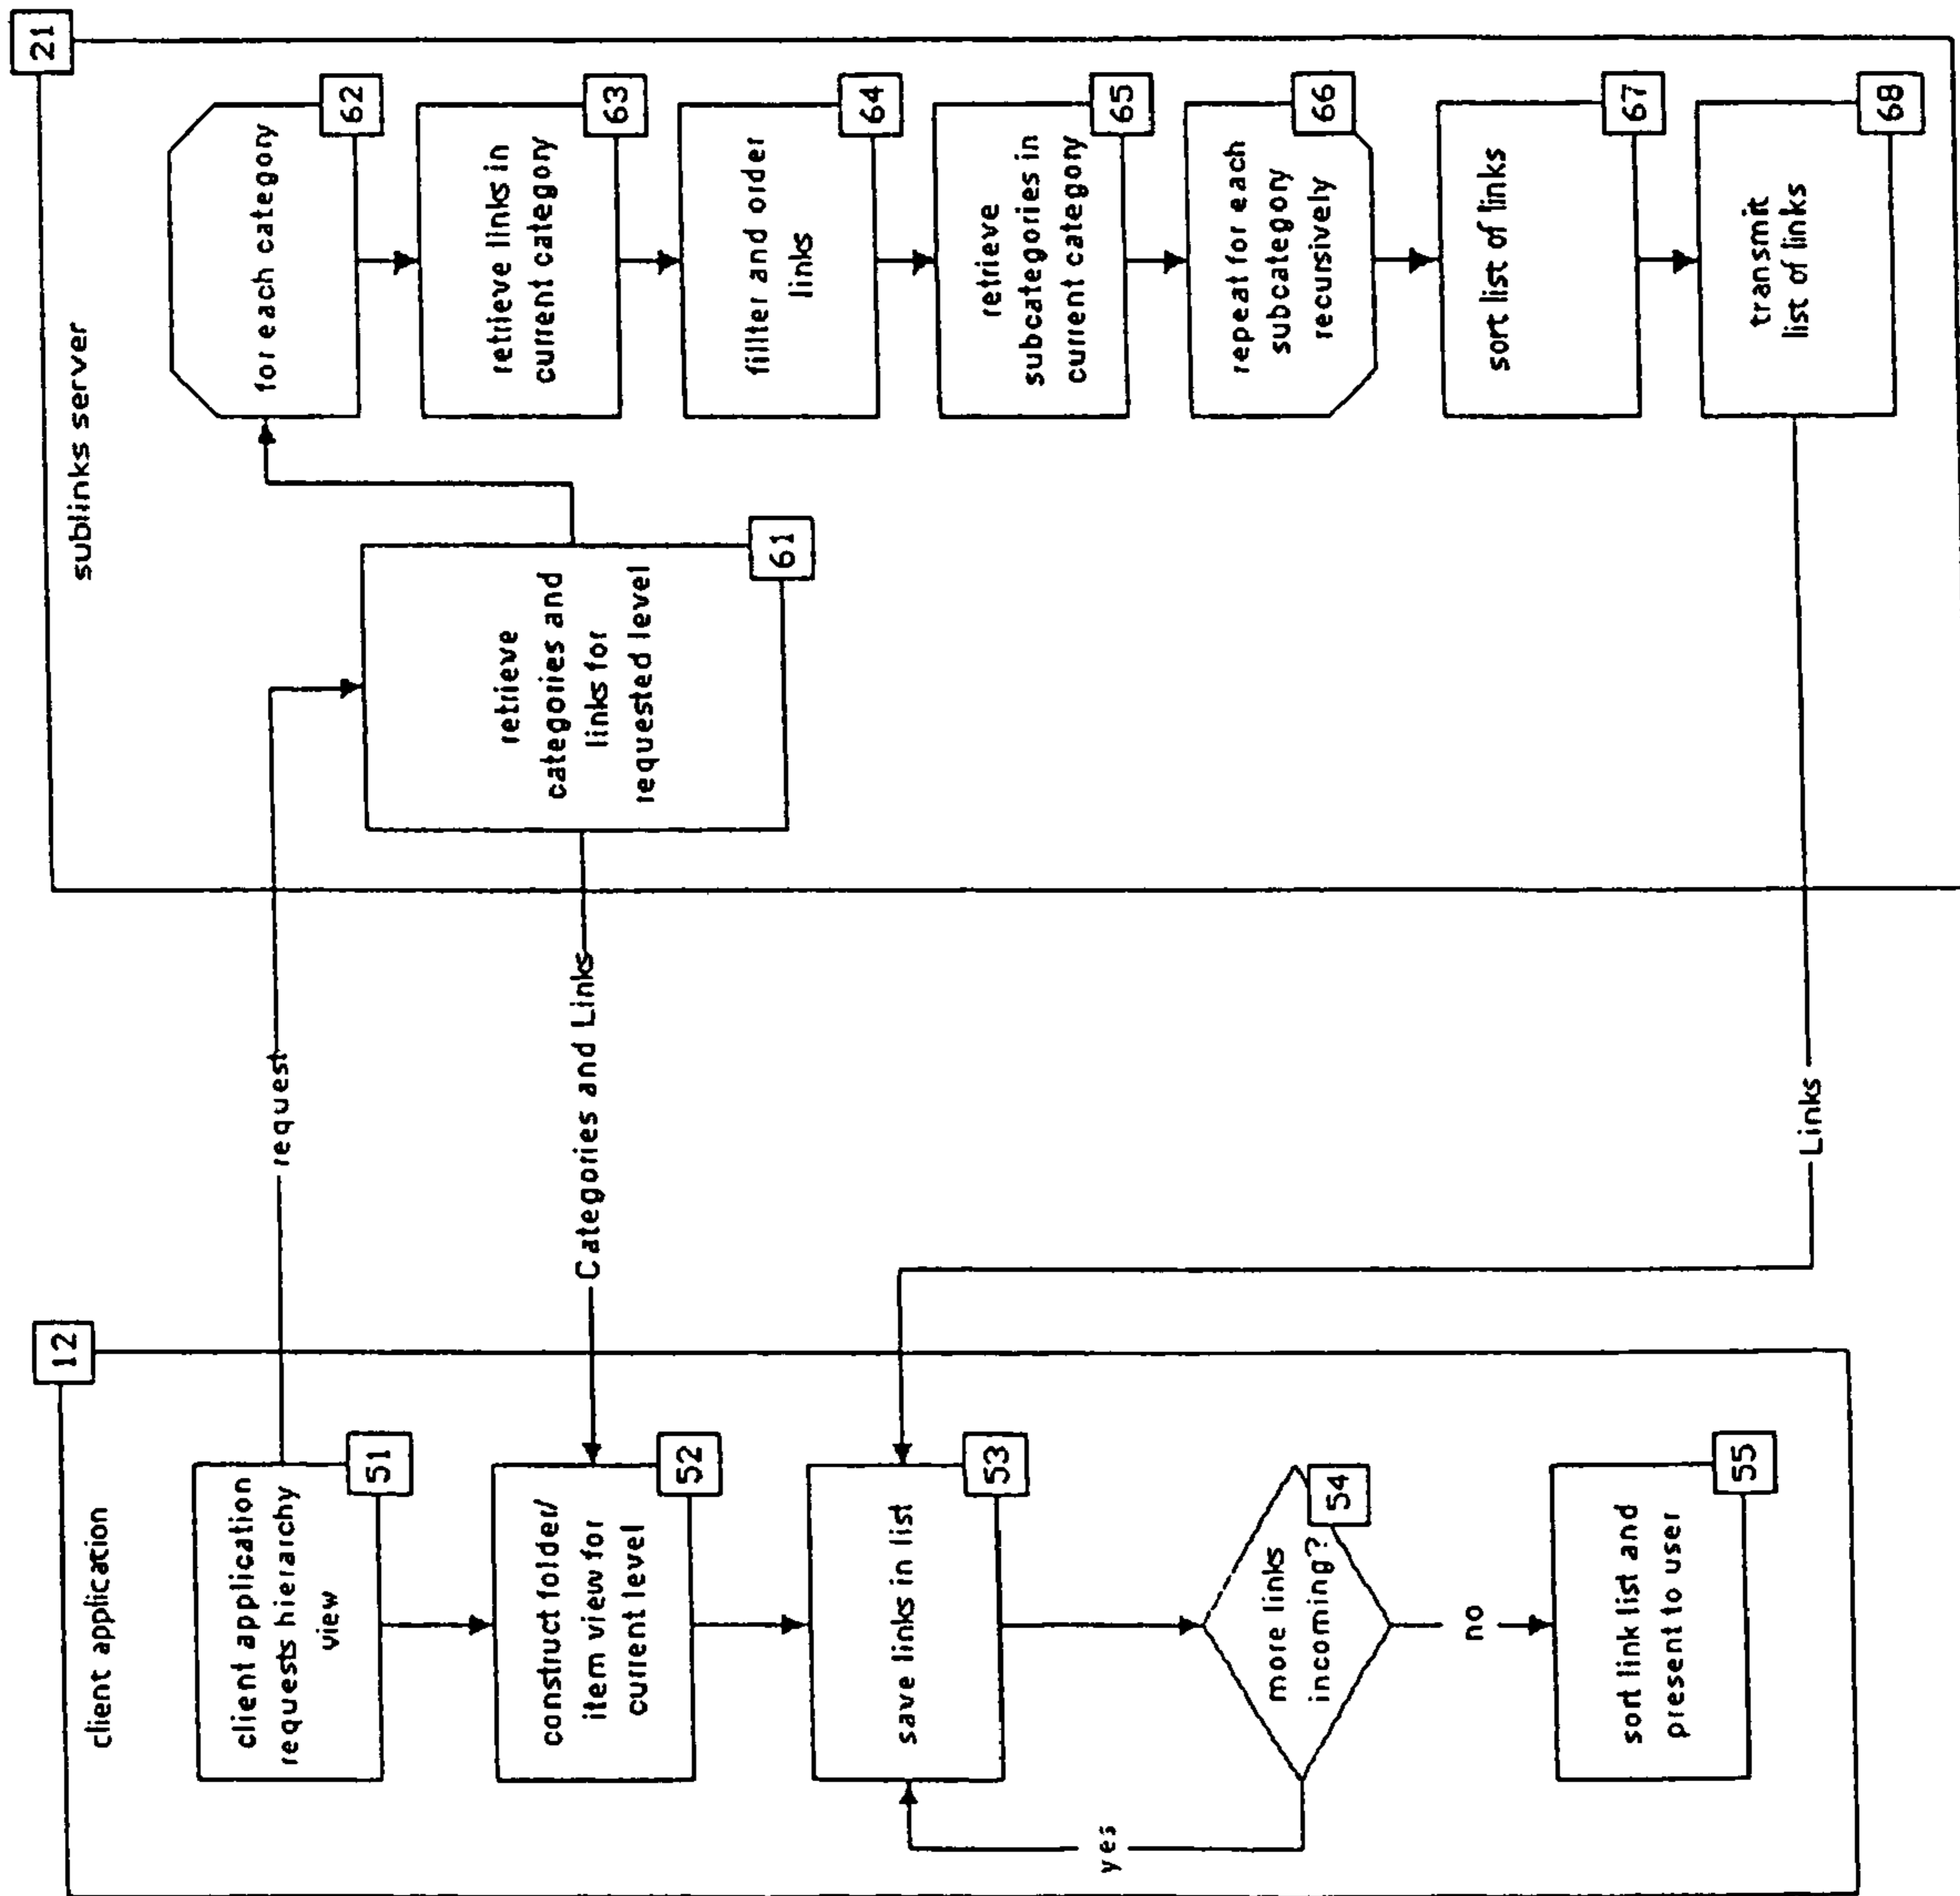 12
client application
client application
requests hierarchy
view
51
construct folder/
item view for
current level
52
save links in list
53
more links
incoming?
54
yes
no
sort link list and
present to user
55
request
Categories and Links
Links
21
sublinks server
retrieve
categories and
links for
requested level
61
for each category
62
retrieve links in
current category
63
fillter and order
links
64
retrieve
subcategories in
current category
65
repeat for each
subcategory
recursively
66
sort list of links
67
transmit
list of links
68